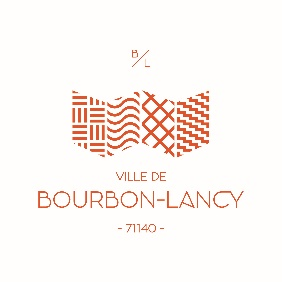 B/L
VILLE DE
BOURBON-LANCY
- 71140 -